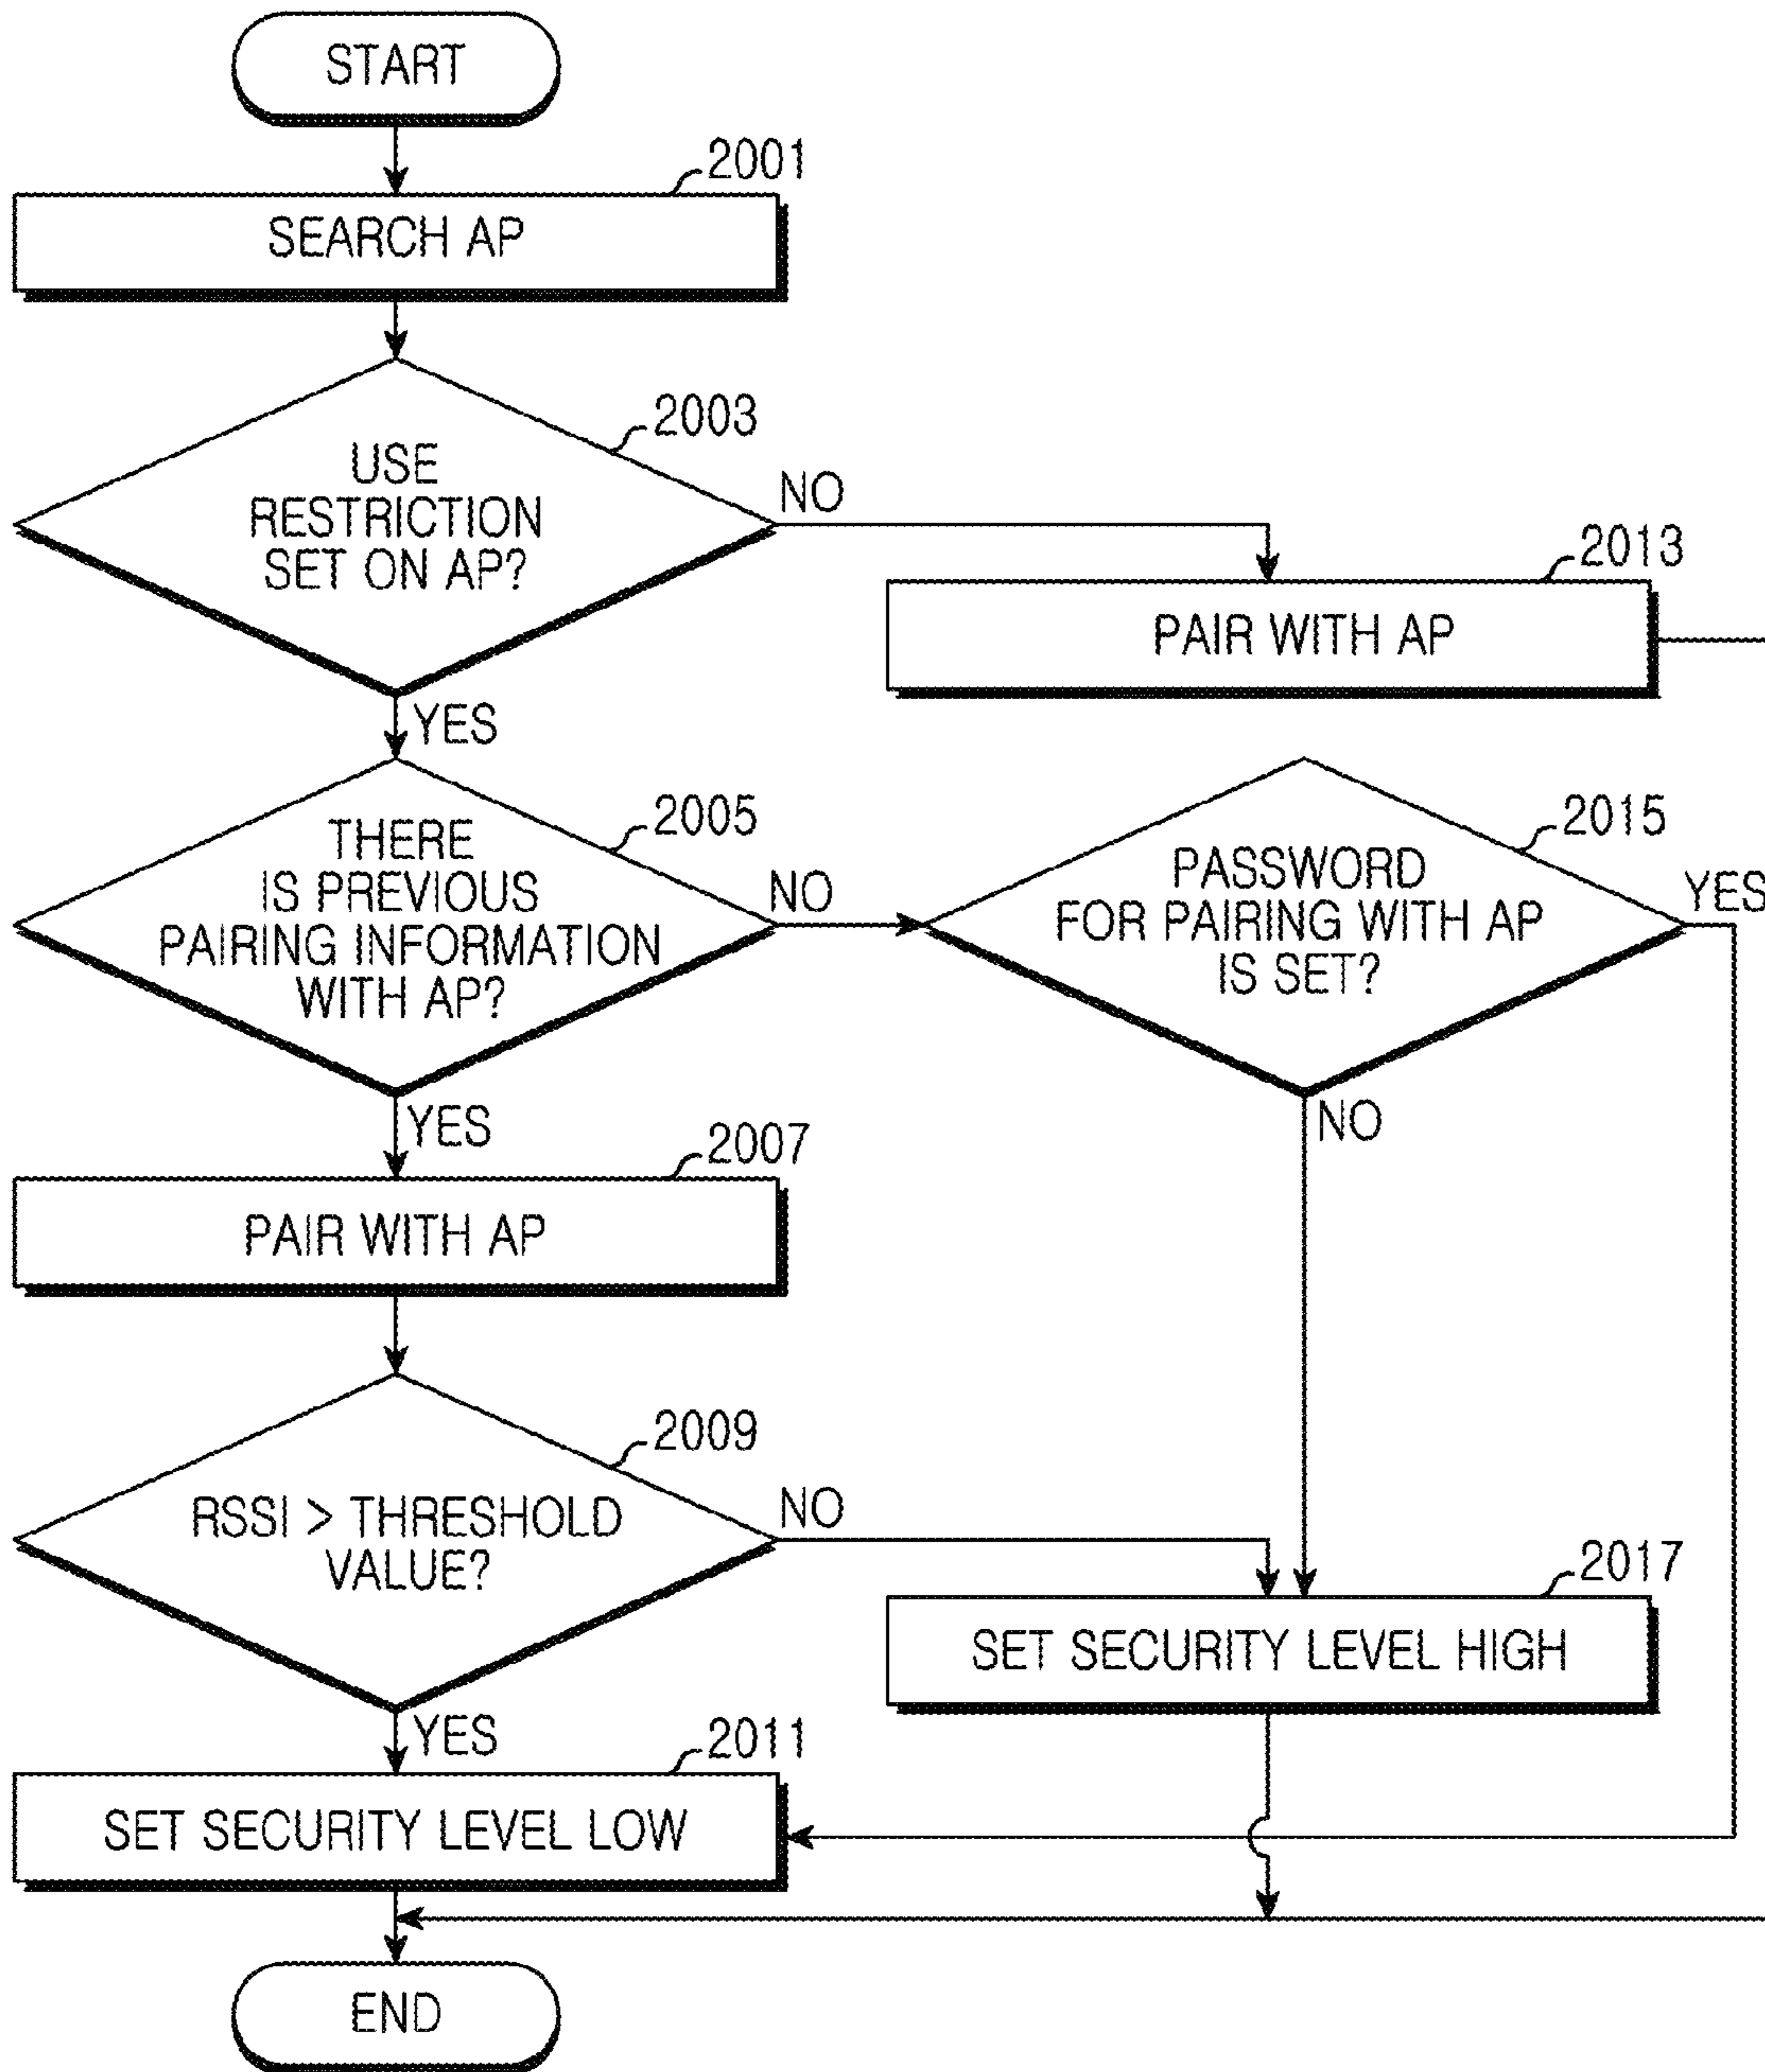 START
2001
SEARCH AP
2003
USE
RESTRICTION
SET ON AP?
NO
2013
PAIR WITH AP
YES
2005
THERE
IS PREVIOUS
PAIRING INFORMATION
WITH AP?
NO
2015
PASSWORD
FOR PAIRING WITH AP
IS SET?
YES
NO
YES
2007
PAIR WITH AP
2009
RSSI > THRESHOLD
VALUE?
NO
2017
SET SECURITY LEVEL HIGH
YES
2011
SET SECURITY LEVEL LOW
END